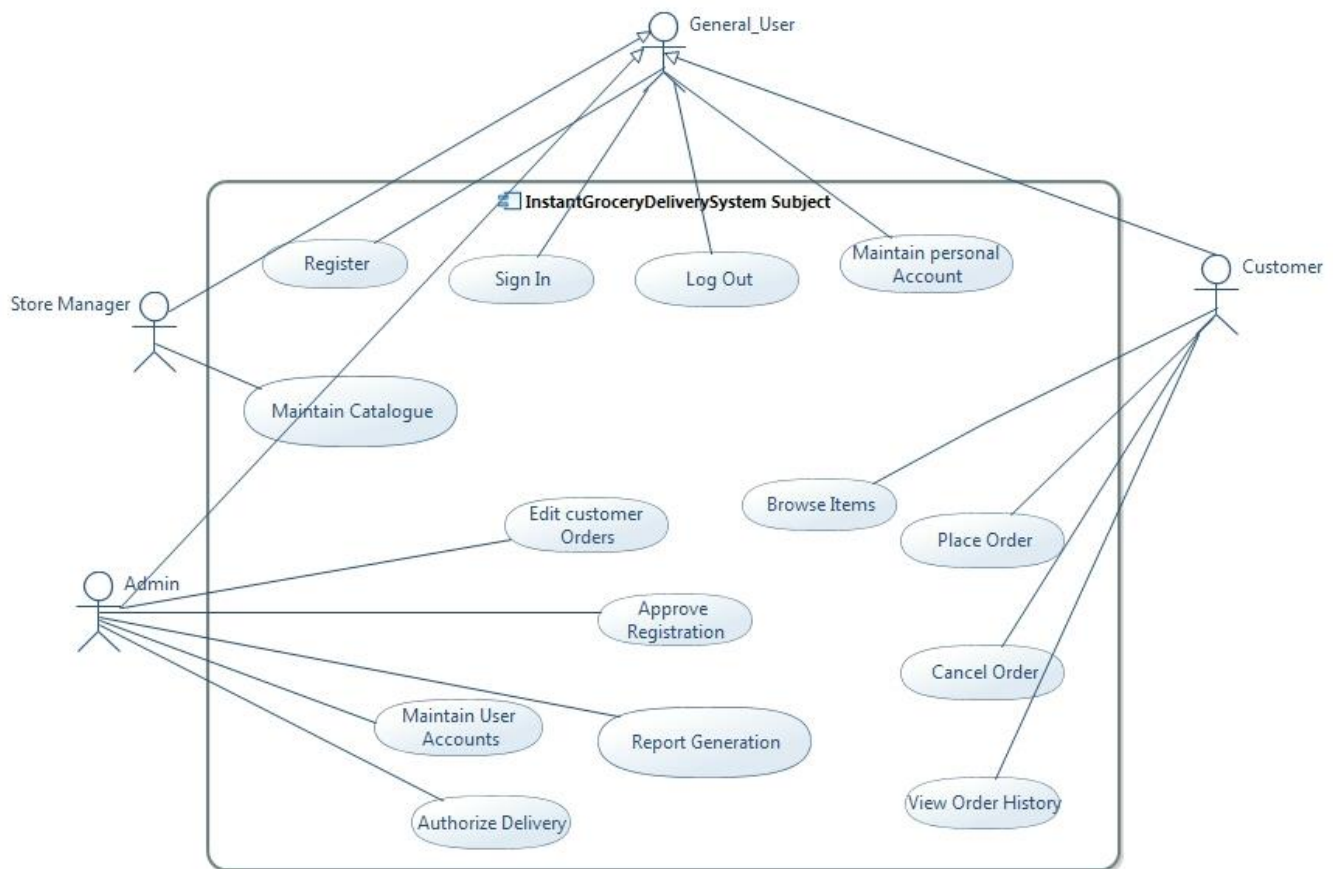 General_User
InstantGroceryDeliverySystem Subject
Register
Sign In
Log Out
Maintain personal
Account
Customer
Store Manager
Maintain Catalogue
Browse Items
Edit customer
Orders
Place Order
Admin
Approve
Registration
Cancel Order
Maintain User
Accounts
Report Generation
View Order History
Authorize Delivery